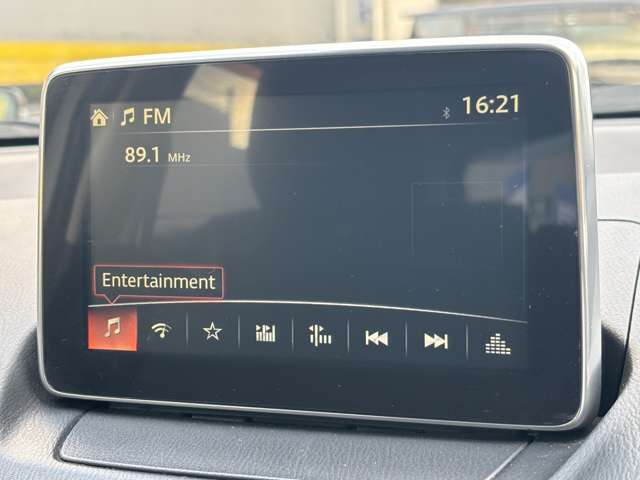 FM 16:21
89.1 MHz
Entertainment